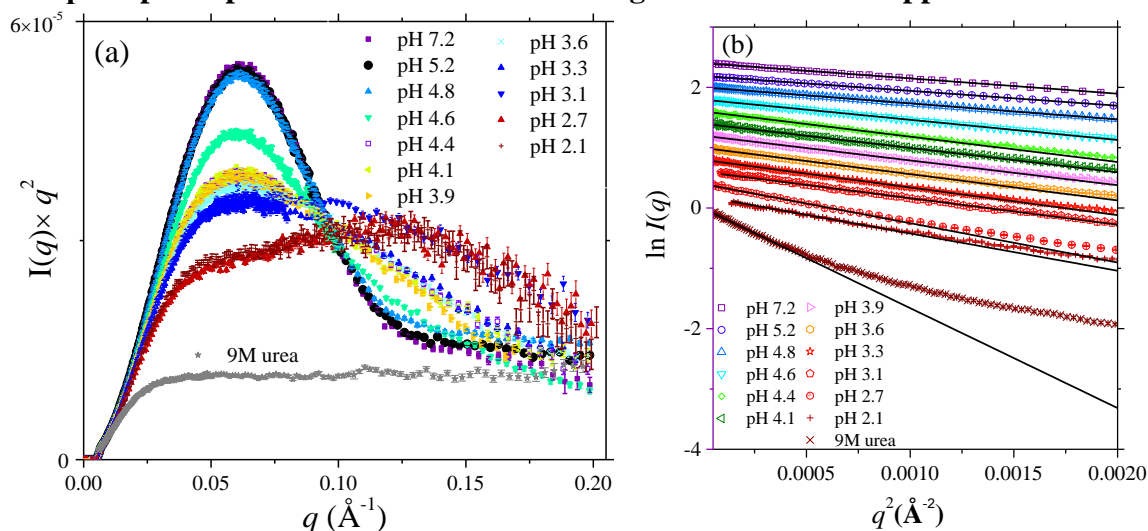 6×10⁻⁵
(a)
pH 7.2
pH 5.2
pH 4.8
pH 4.6
pH 4.4
pH 4.1
pH 3.9
pH 3.6
pH 3.3
pH 3.1
pH 2.7
pH 2.1
9M urea
I(q)× q²
0
0.00
0.05
0.10
0.15
0.20
q (Å⁻¹)
(b)
2
0
-2
-4
ln I(q)
pH 7.2
pH 5.2
pH 4.8
pH 4.6
pH 4.4
pH 4.1
pH 3.9
pH 3.6
pH 3.3
pH 3.1
pH 2.7
pH 2.1
9M urea
0.0005
0.0010
0.0015
0.0020
q²(Å⁻²)